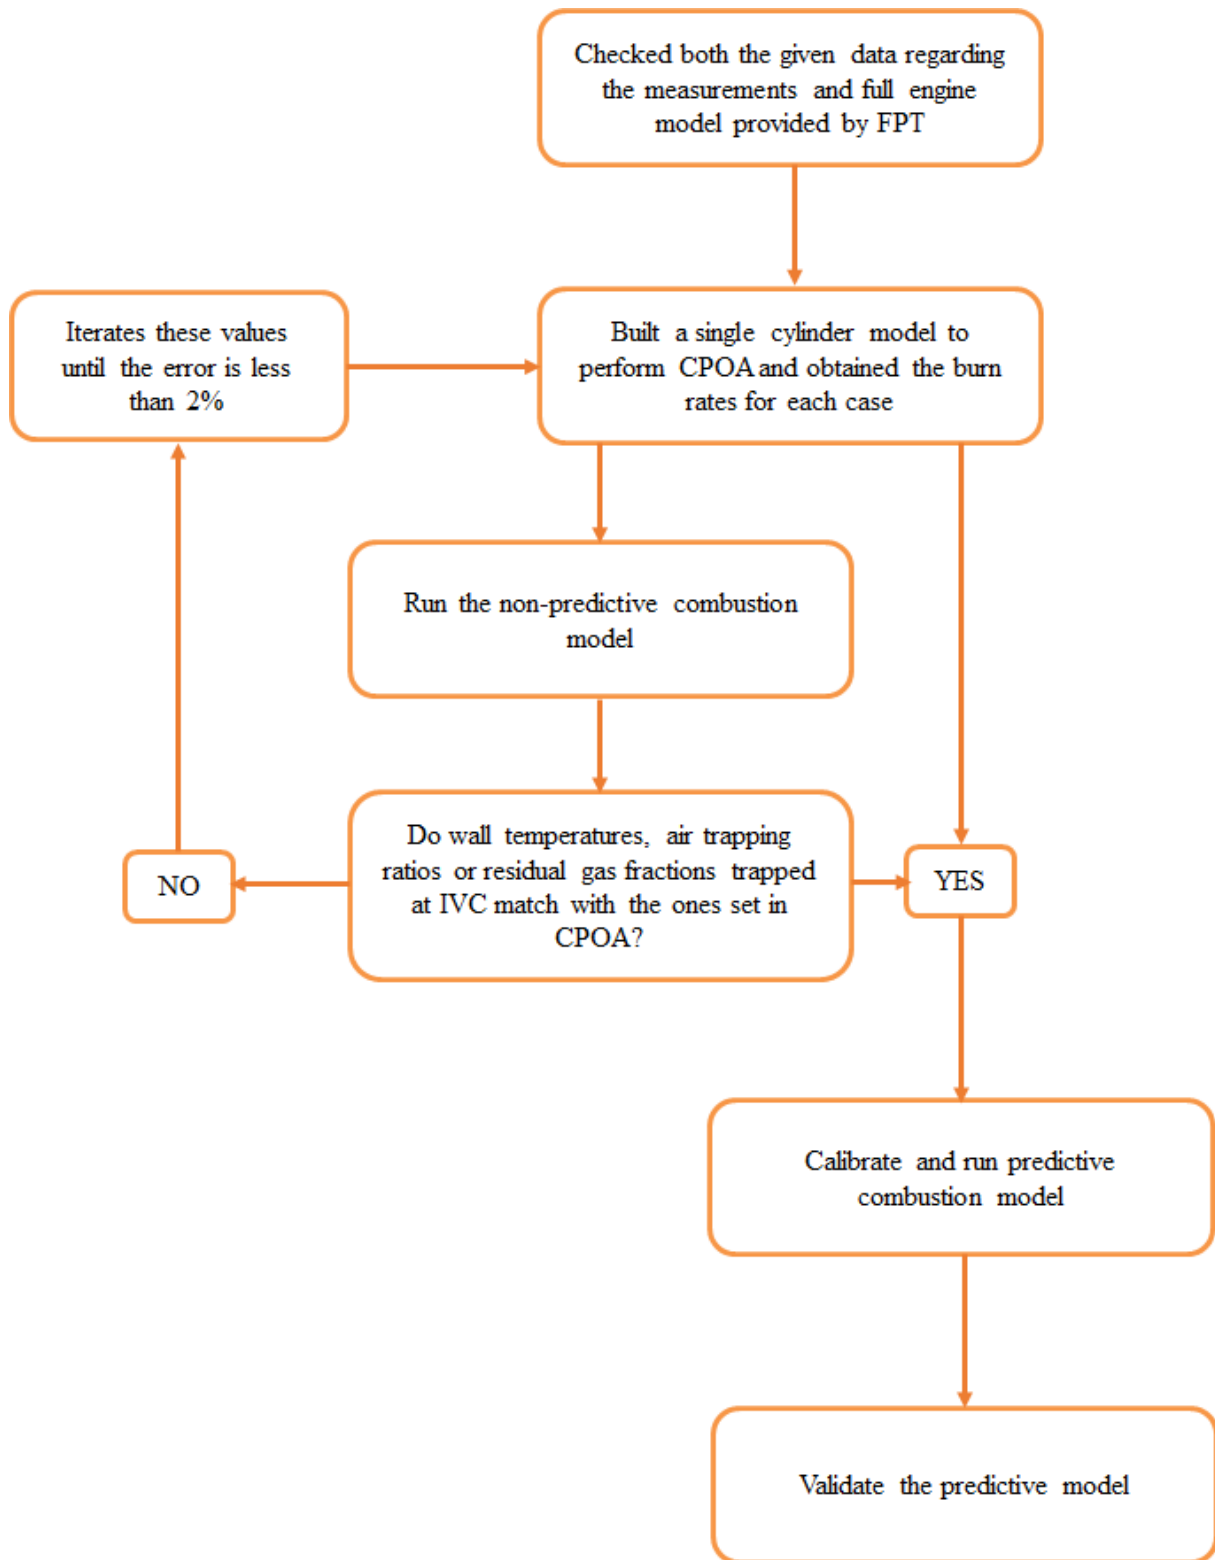 Checked both the given data regarding
the measurements and full engine
model provided by FPT
Iterates these values
until the error is less
than 2%
Built a single cylinder model to
perform CPOA and obtained the burn
rates for each case
Run the non-predictive combustion
model
Do wall temperatures, air trapping
ratios or residual gas fractions trapped
at IVC match with the ones set in
CPOA?
NO
YES
Calibrate and run predictive
combustion model
Validate the predictive model